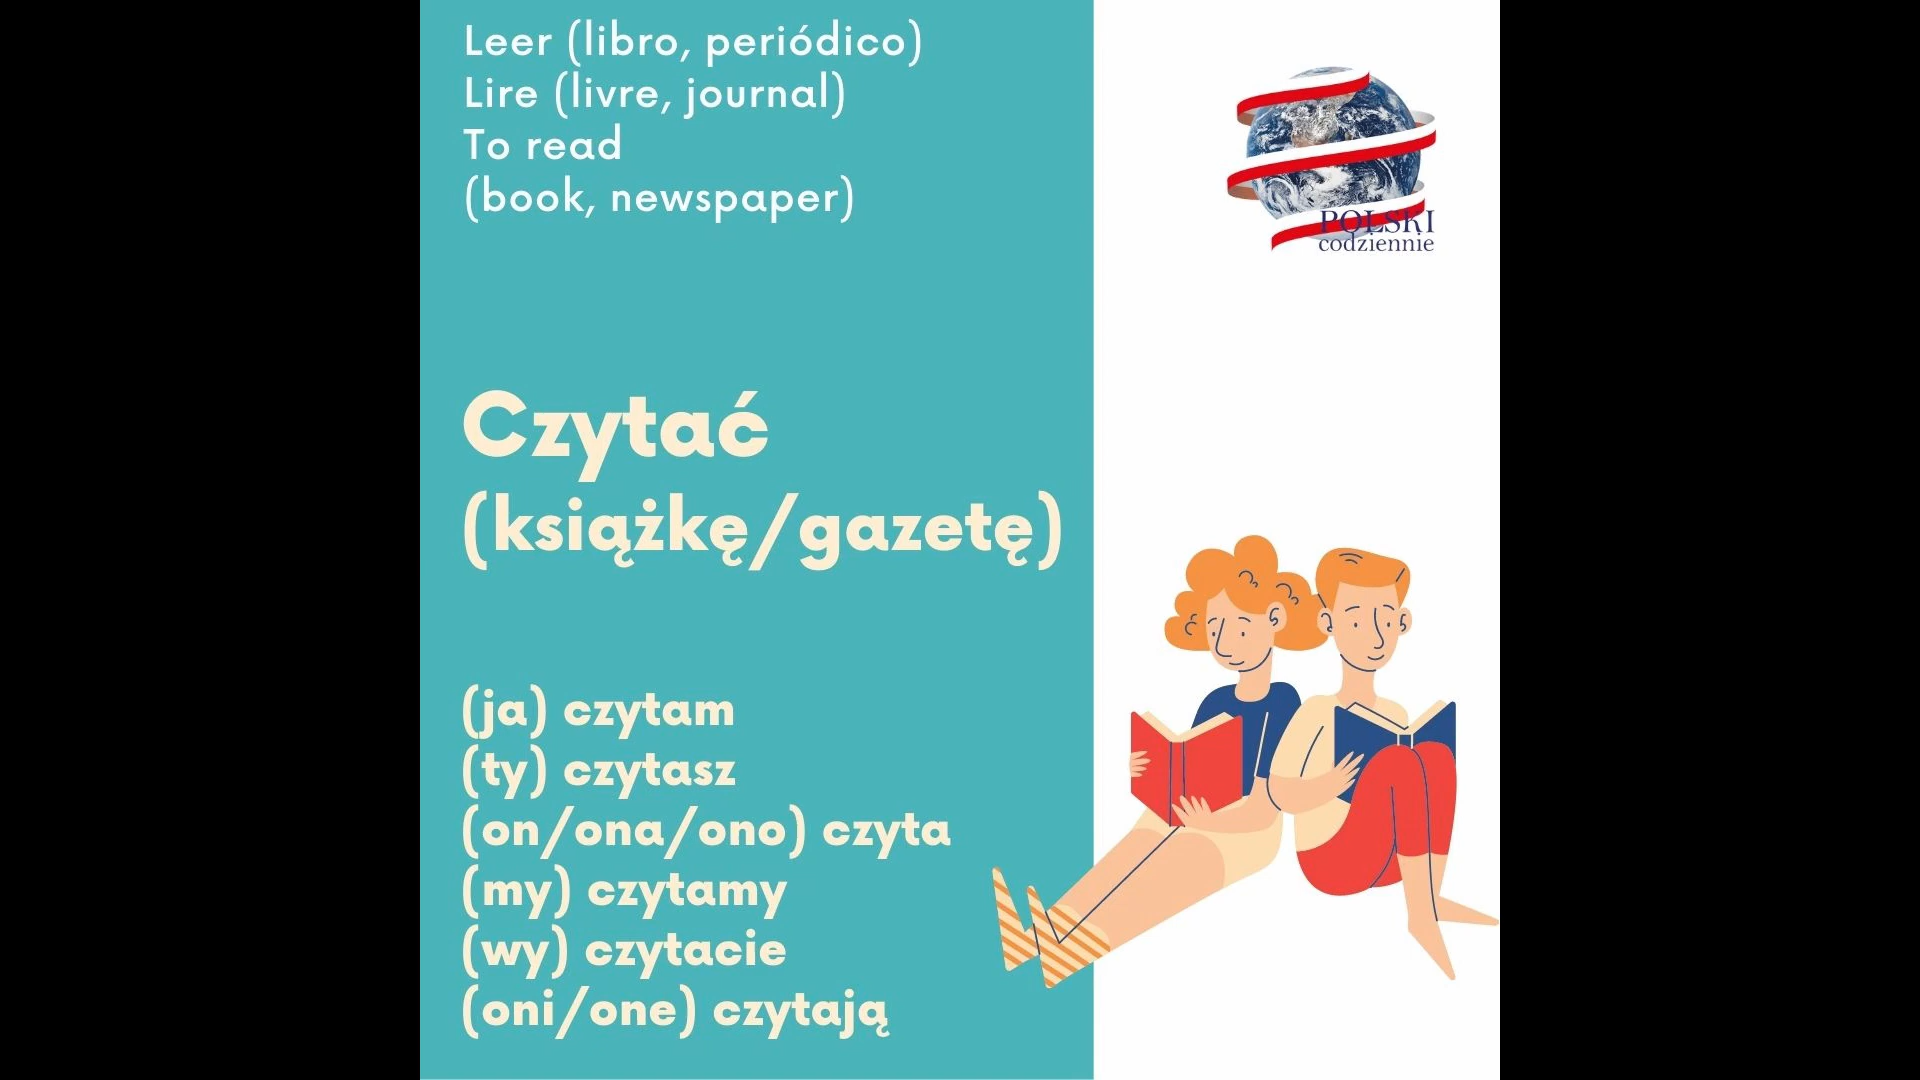 Leer (libro, periódico)
Lire (livre, journal)
To read
(book, newspaper)
POLSKI
codziennie
Czytać
(książkę/gazetę)
(ja) czytam
(ty) czytasz
(on/ona/ono) czyta
(my) czytamy
(wy) czytacie
(oni/one) czytają